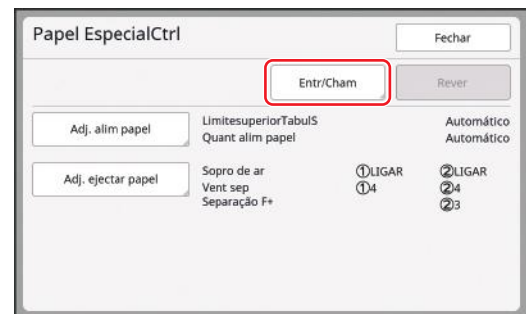 Papel EspecialCtrl
Fechar
Entr/Cham
Rever
Adj. alim papel
LimitesuperiorTabulS Automático
Quant alim papel Automático
Adj. ejectar papel
Sopro de ar ①LIGAR ②LIGAR
Vent sep ①4 ②4
Separação F+ ②3